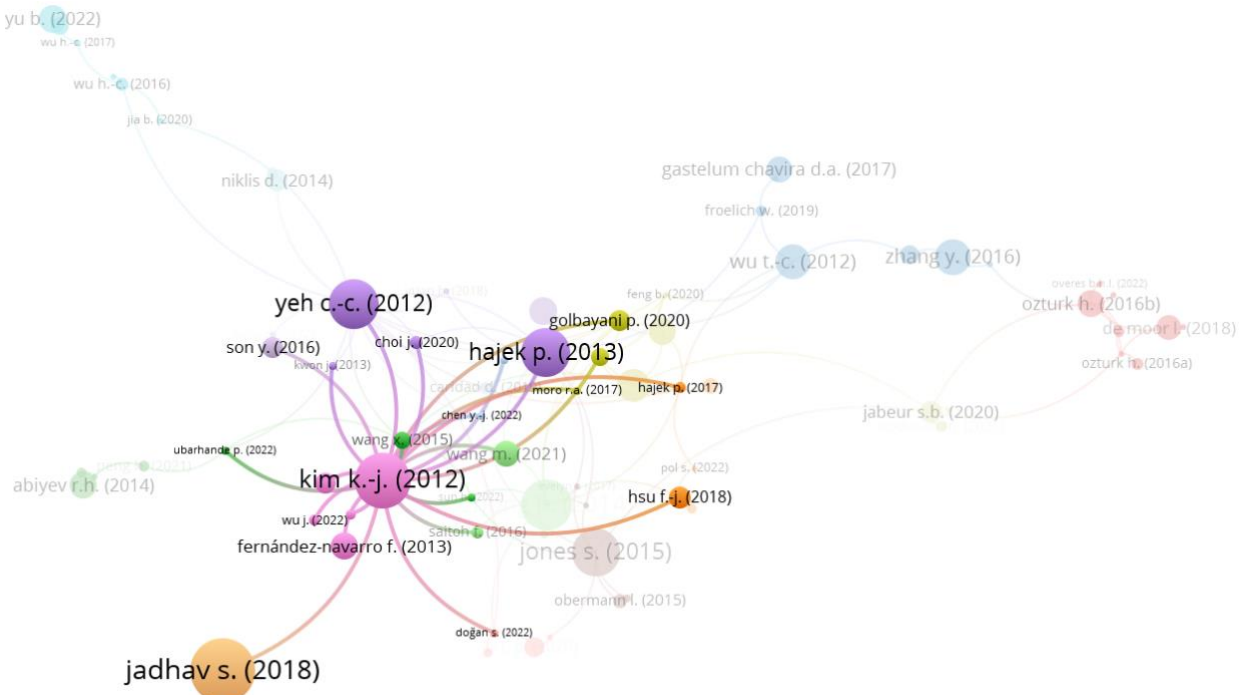 yu b. (2022)
wu h.-c. (2017)
wu h.-c. (2016)
jia b. (2020)
niklis d. (2014)
gastelum chavira d.a. (2017)
froelich w. (2019)
wu t.-c. (2012)
zhang y. (2016)
overes b.h.l. (2022)
ozturk h. (2016b)
de moor l. (2018)
ozturk h. (2016a)
feng b. (2020)
yeh c.-c. (2012)
golbayani p. (2020)
son y. (2016)
choi j. (2020)
hajek p. (2013)
kwon j. (2013)
moro r.a. (2017)
hajek p. (2017)
chen y.-j. (2022)
jabeur s.b. (2020)
wang x. (2015)
ubarhande p. (2022)
wang m. (2021)
pol s. (2022)
abiyev r.h. (2014)
kim k.-j. (2012)
hsu f.-j. (2018)
wu j. (2022)
saitoh f. (2016)
fernández-navarro f. (2013)
jones s. (2015)
obermann l. (2015)
doğan s. (2022)
jadhav s. (2018)